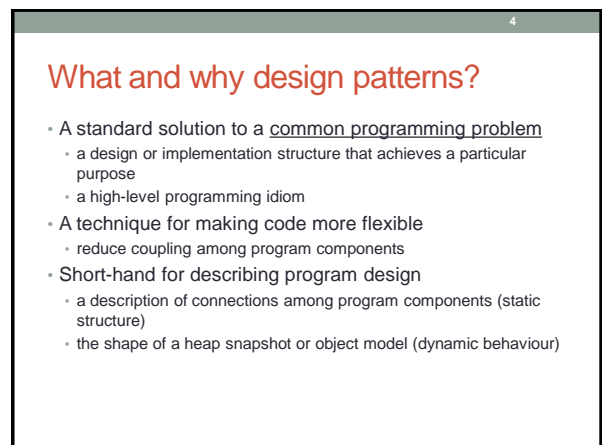 4
What and why design patterns?
• A standard solution to a common programming problem
• a design or implementation structure that achieves a particular
purpose
• a high-level programming idiom
• A technique for making code more flexible
• reduce coupling among program components
• Short-hand for describing program design
• a description of connections among program components (static
structure)
• the shape of a heap snapshot or object model (dynamic behaviour)